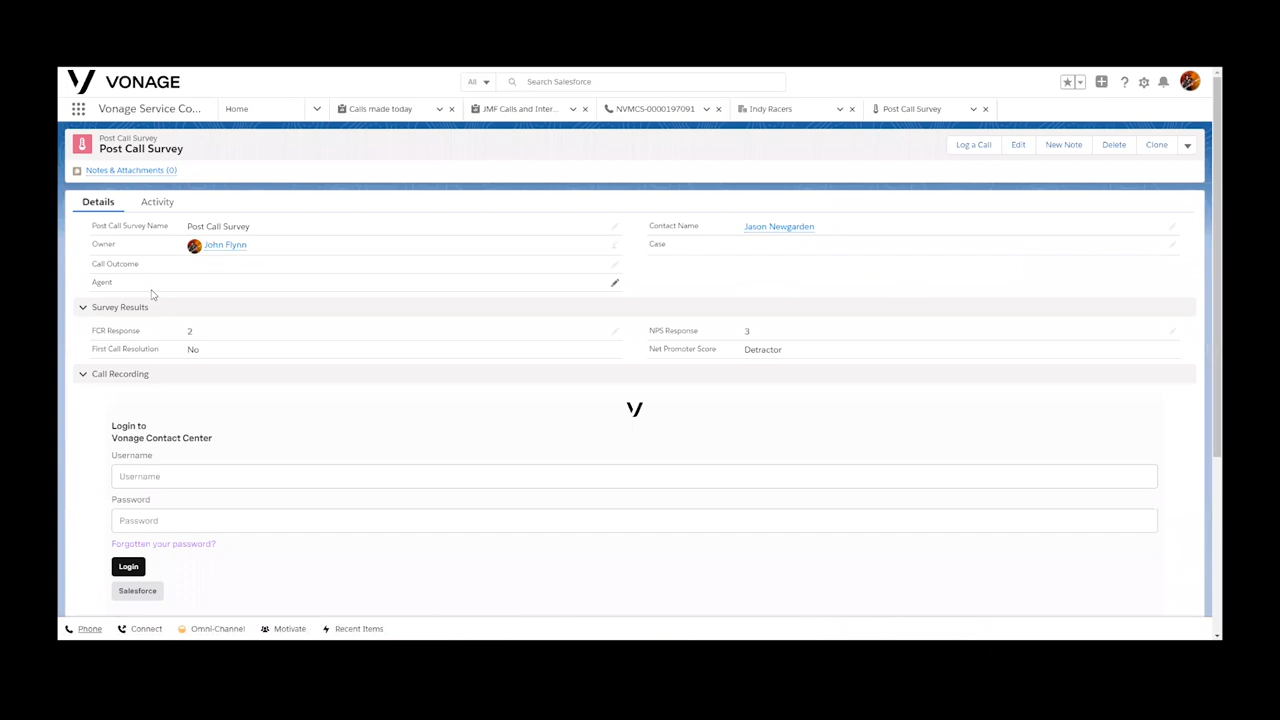 VONAGE
All
Search Salesforce
Vonage Service Co...
Home
Calls made today
JMF Calls and Inter...
NVMCS-0000197091
Indy Racers
Post Call Survey
Post Call Survey
Post Call Survey
Log a Call
Edit
New Note
Delete
Clone
Notes & Attachments (0)
Details
Activity
Post Call Survey Name
Post Call Survey
Contact Name
Jason Newgarden
Owner
John Flynn
Case
Call Outcome
Agent
Survey Results
FCR Response
2
NPS Response
3
First Call Resolution
No
Net Promoter Score
Detractor
Call Recording
Login to
Vonage Contact Center
Username
Username
Password
Password
Forgotten your password?
Login
Salesforce
Phone
Connect
Omni-Channel
Motivate
Recent Items